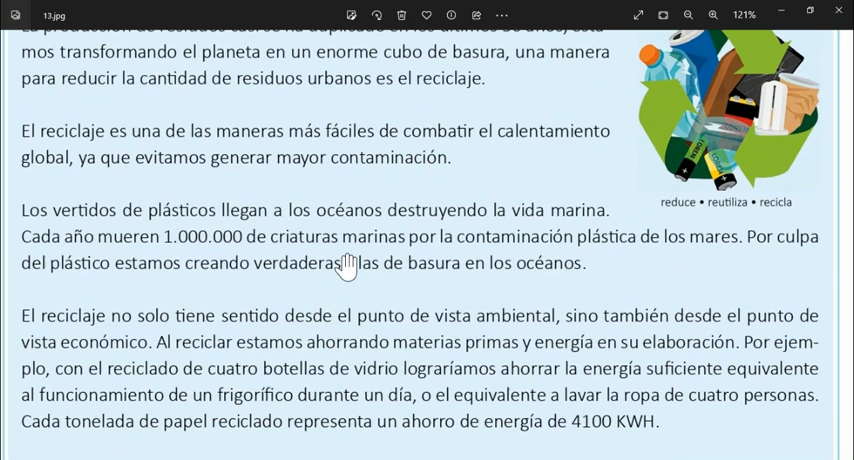 13.jpg
121%
mos transformando el planeta en un enorme cubo de basura, una manera
para reducir la cantidad de residuos urbanos es el reciclaje.
El reciclaje es una de las maneras más fáciles de combatir el calentamiento
global, ya que evitamos generar mayor contaminación.
reduce • reutiliza • recicla
Los vertidos de plásticos llegan a los océanos destruyendo la vida marina.
Cada año mueren 1.000.000 de criaturas marinas por la contaminación plástica de los mares. Por culpa
del plástico estamos creando verdaderas las de basura en los océanos.
El reciclaje no solo tiene sentido desde el punto de vista ambiental, sino también desde el punto de
vista económico. Al reciclar estamos ahorrando materias primas y energía en su elaboración. Por ejem-
plo, con el reciclado de cuatro botellas de vidrio lograríamos ahorrar la energía suficiente equivalente
al funcionamiento de un frigorífico durante un día, o el equivalente a lavar la ropa de cuatro personas.
Cada tonelada de papel reciclado representa un ahorro de energía de 4100 KWH.